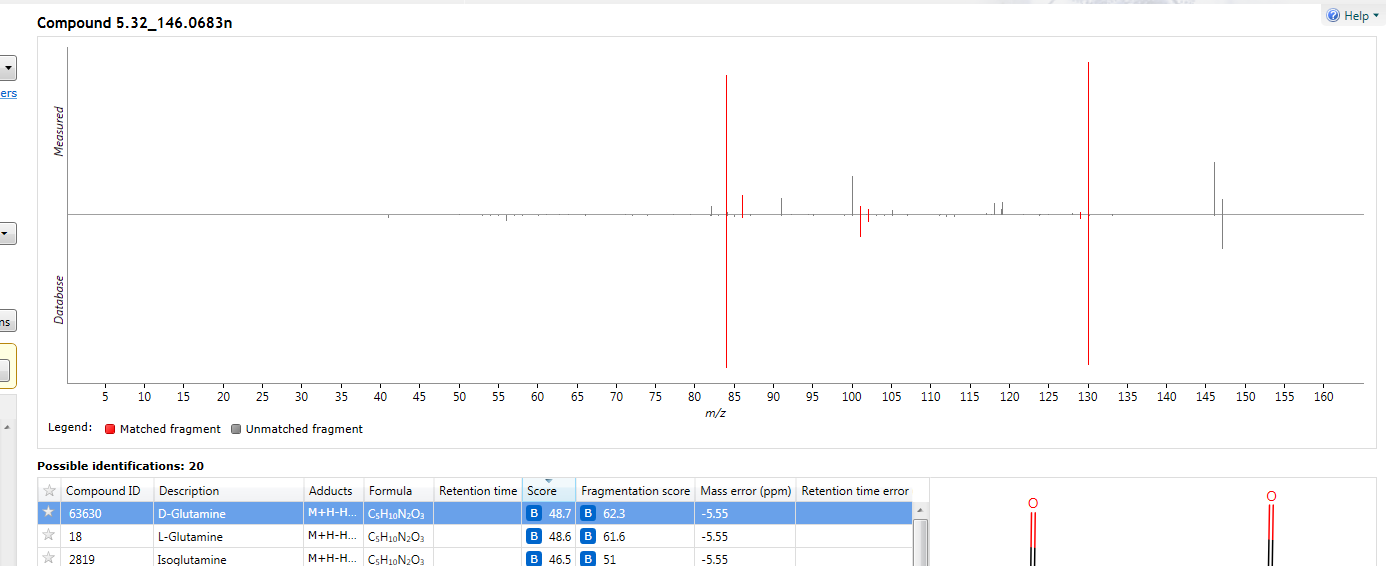 Compound 5.32_146.0683n
Help
ers
Measured
Database
ns
5 10 15 20 25 30 35 40 45 50 55 60 65 70 75 80 85 90 95 100 105 110 115 120 125 130 135 140 145 150 155 160
m/z
Legend: Matched fragment Unmatched fragment
Possible identifications: 20
Compound ID Description Adducts Formula Retention time Score Fragmentation score Mass error (ppm) Retention time error
63630 D-Glutamine M+H-H... C₅H₁₀N₂O₃ B 48.7 B 62.3 -5.55
18 L-Glutamine M+H-H... C₅H₁₀N₂O₃ B 48.6 B 61.6 -5.55
2819 Isoglutamine M+H-H... C₅H₁₀N₂O₃ B 46.5 B 51 -5.55
O O